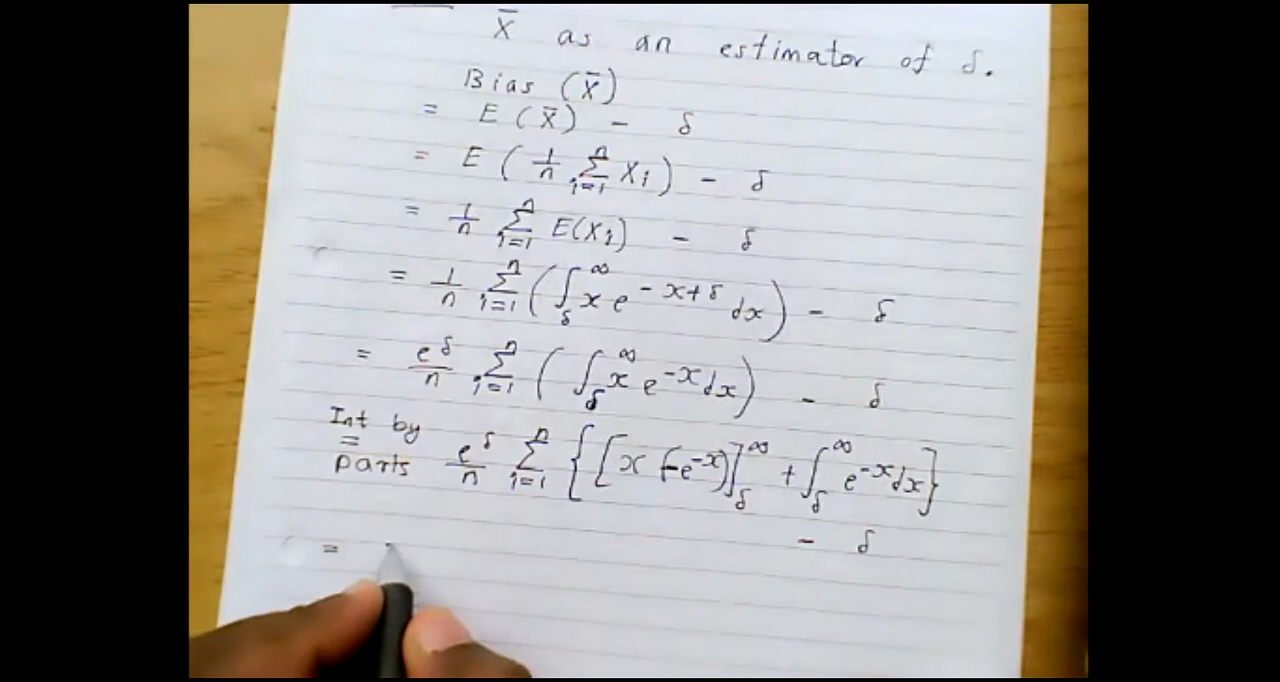 X̄ as an estimator of δ.
Bias (X̄)
= E (X̄) - δ
= E ( 1/n ∑_{i=1}^{n} X_i ) - δ
= 1/n ∑_{i=1}^{n} E(X_i) - δ
= 1/n ∑_{i=1}^{n} ( ∫_δ^∞ x e^{-x+δ} dx ) - δ
= e^δ/n ∑_{i=1}^{n} ( ∫_δ^∞ x e^{-x} dx ) - δ
Int by
= e^δ/n ∑_{i=1}^{n} { [ x (-e^{-x}) ]_δ^∞ + ∫_δ^∞ e^{-x} dx }
parts
- δ
=